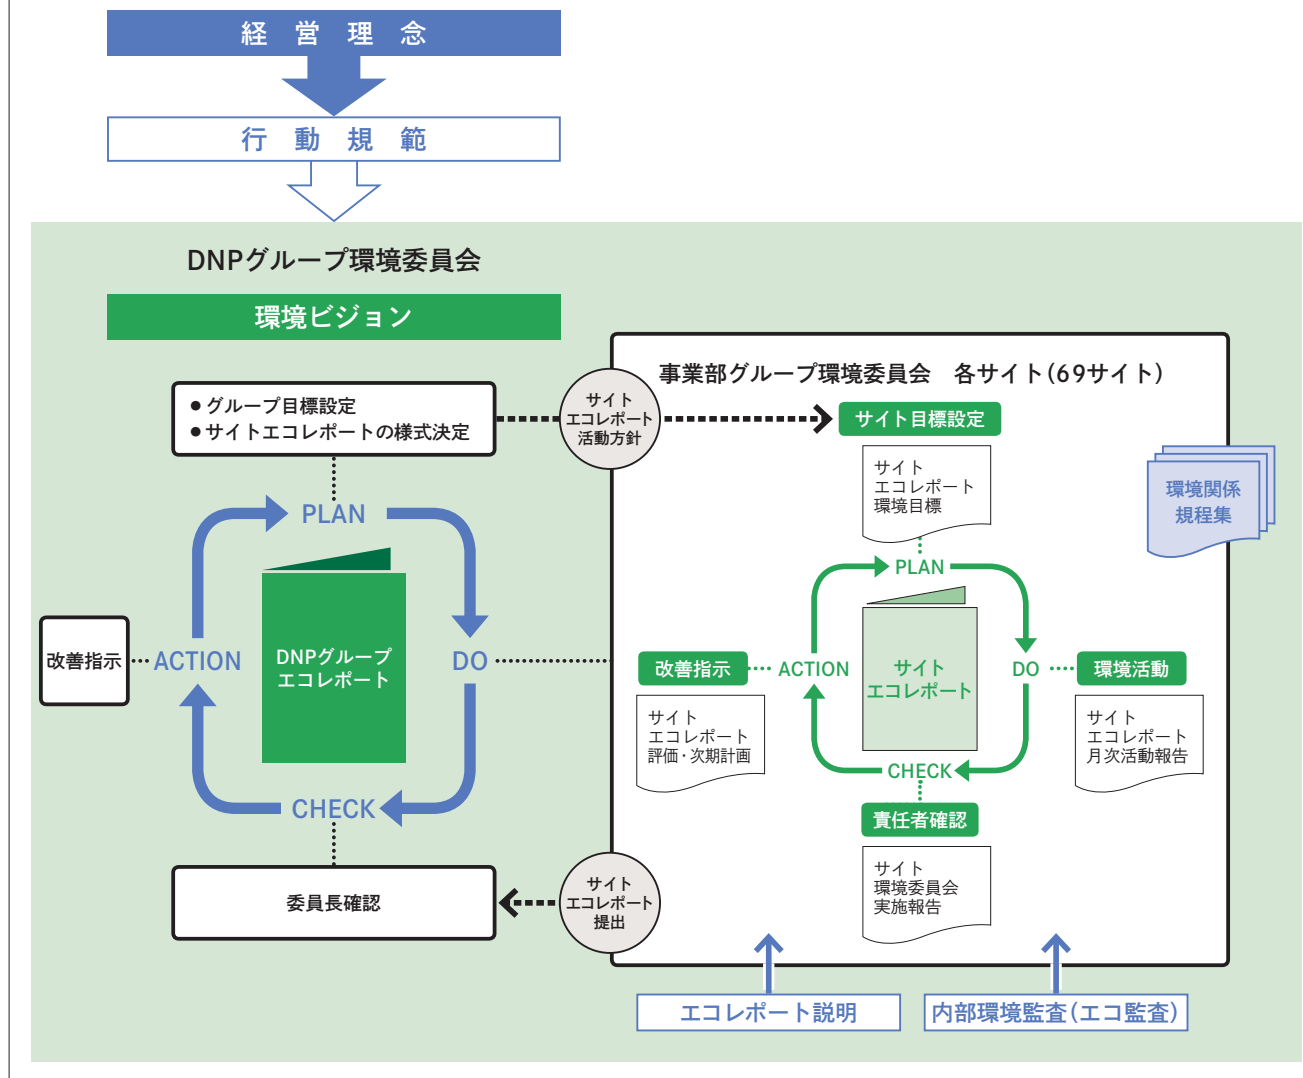 経営理念
行動規範
DNPグループ環境委員会
環境ビジョン
●グループ目標設定
●サイトエコレポートの様式決定
PLAN
DO
CHECK
ACTION
DNPグループ
エコレポート
改善指示
委員長確認
サイト
エコレポート
活動方針
サイト
エコレポート
提出
事業部グループ環境委員会　各サイト(69サイト)
サイト目標設定
サイト
エコレポート
環境目標
環境関係
規程集
PLAN
DO
CHECK
ACTION
サイト
エコレポート
改善指示
サイト
エコレポート
評価・次期計画
環境活動
サイト
エコレポート
月次活動報告
責任者確認
サイト
環境委員会
実施報告
エコレポート説明
内部環境監査(エコ監査)